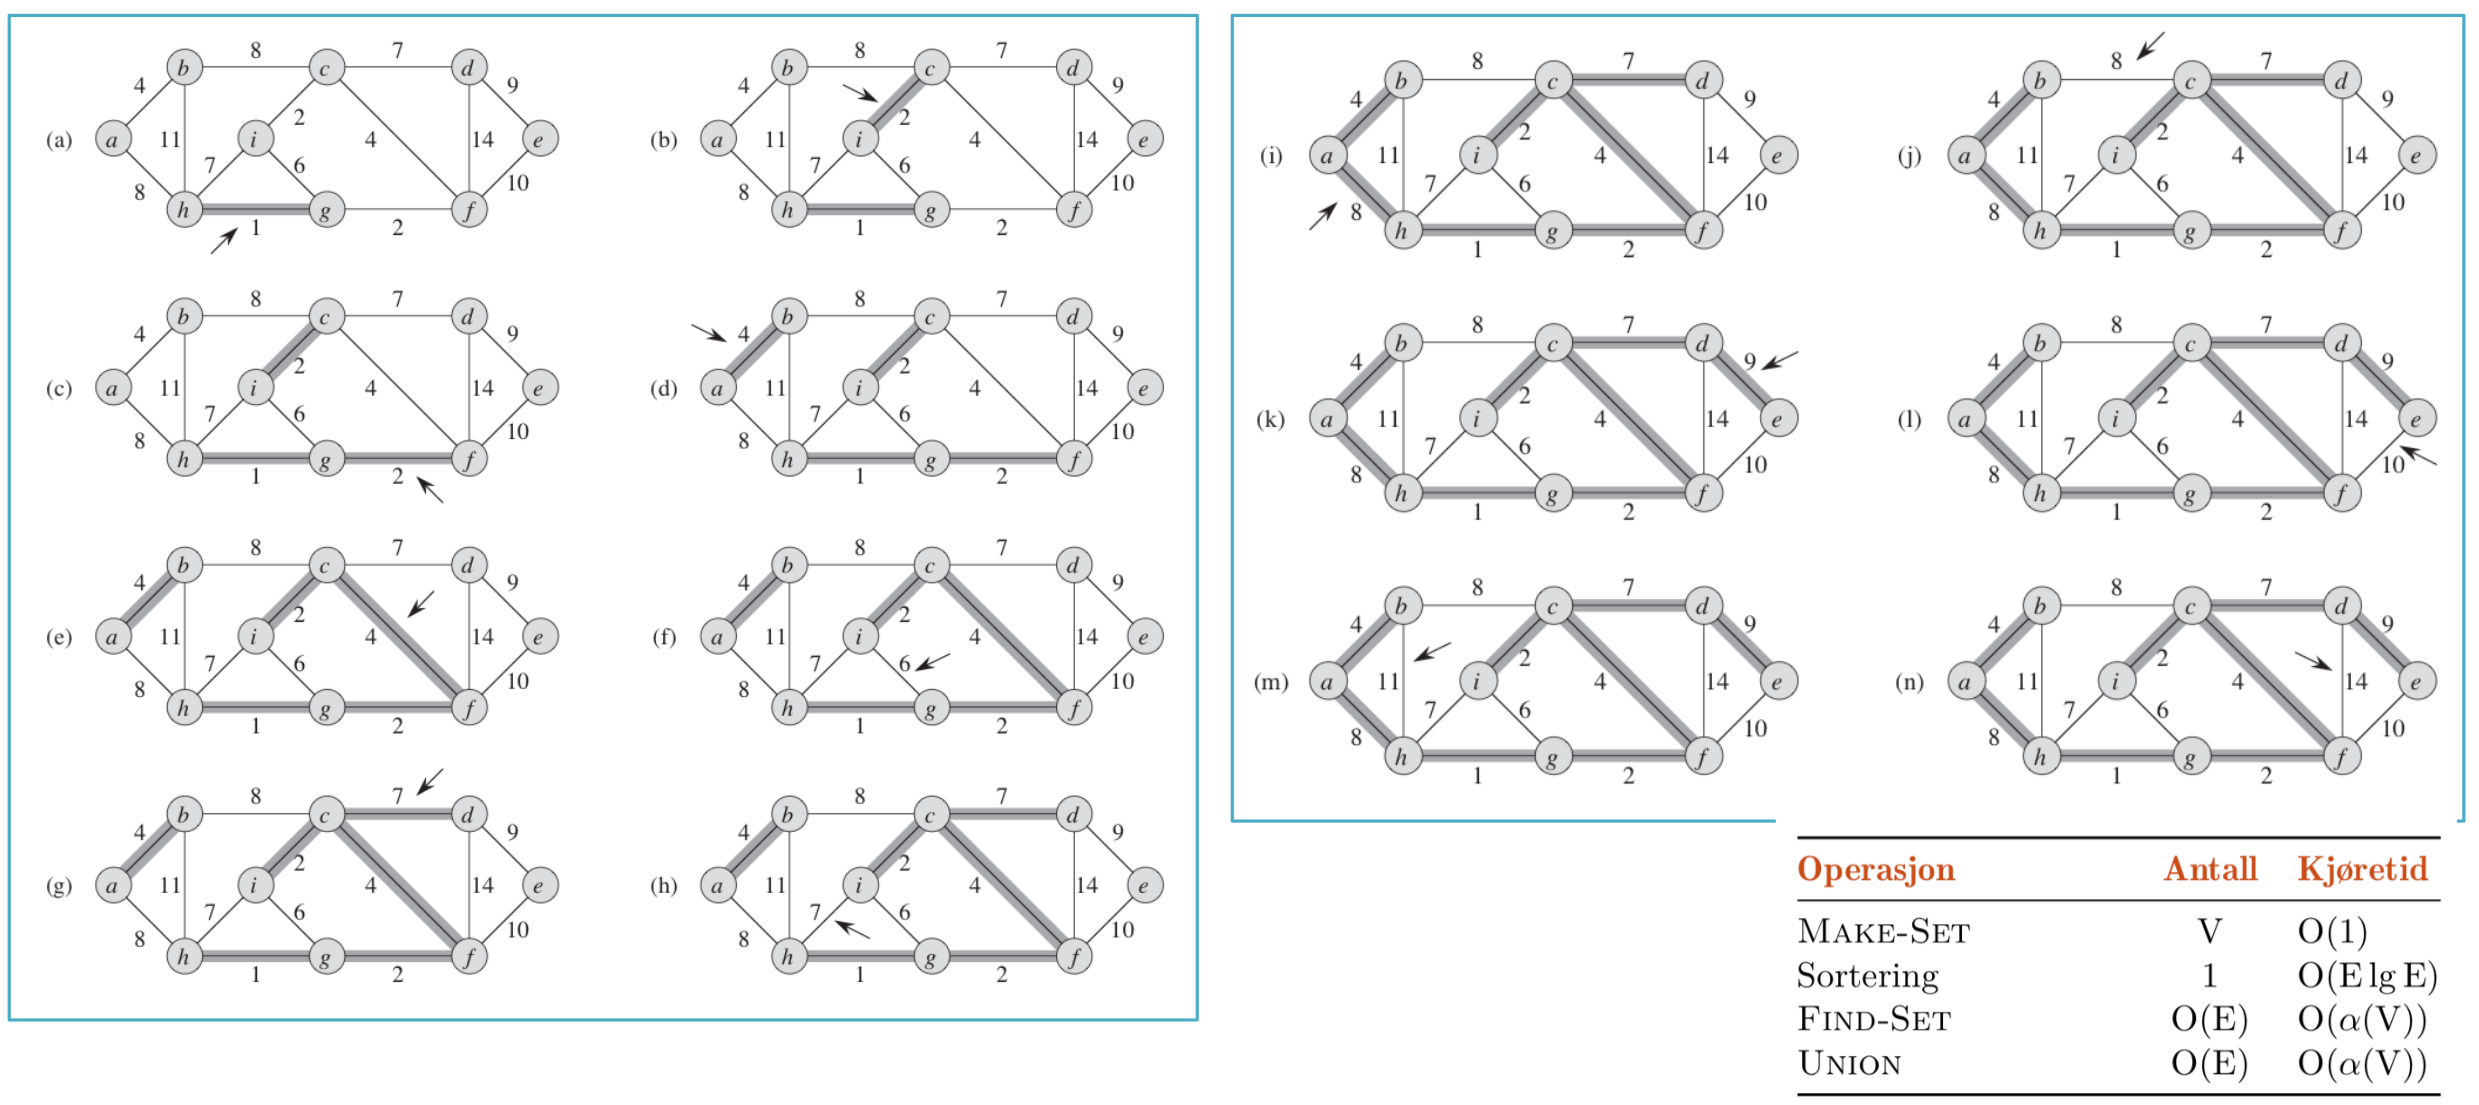 8 7
b c d
4 9
(a) a 11 i 2 4 14 e
7 6
8 10
h g f
1 2
8 7
b c d
4 9
(b) a 11 i 2 4 14 e
7 6
8 10
h g f
1 2
8 7
b c d
4 9
(c) a 11 i 2 4 14 e
7 6
8 10
h g f
1 2
8 7
b c d
4 9
(d) a 11 i 2 4 14 e
7 6
8 10
h g f
1 2
8 7
b c d
4 9
(e) a 11 i 2 4 14 e
7 6
8 10
h g f
1 2
8 7
b c d
4 9
(f) a 11 i 2 4 14 e
7 6
8 10
h g f
1 2
8 7
b c d
4 9
(g) a 11 i 2 4 14 e
7 6
8 10
h g f
1 2
8 7
b c d
4 9
(h) a 11 i 2 4 14 e
7 6
8 10
h g f
1 2
8 7
b c d
4 9
(i) a 11 i 2 4 14 e
7 6
8 10
h g f
1 2
8 7
b c d
4 9
(j) a 11 i 2 4 14 e
7 6
8 10
h g f
1 2
8 7
b c d
4 9
(k) a 11 i 2 4 14 e
7 6
8 10
h g f
1 2
8 7
b c d
4 9
(l) a 11 i 2 4 14 e
7 6
8 10
h g f
1 2
8 7
b c d
4 9
(m) a 11 i 2 4 14 e
7 6
8 10
h g f
1 2
8 7
b c d
4 9
(n) a 11 i 2 4 14 e
7 6
8 10
h g f
1 2
Operasjon Antall Kjøretid
MAKE-SET V O(1)
Sortering 1 O(E lg E)
FIND-SET O(E) O(α(V))
UNION O(E) O(α(V))